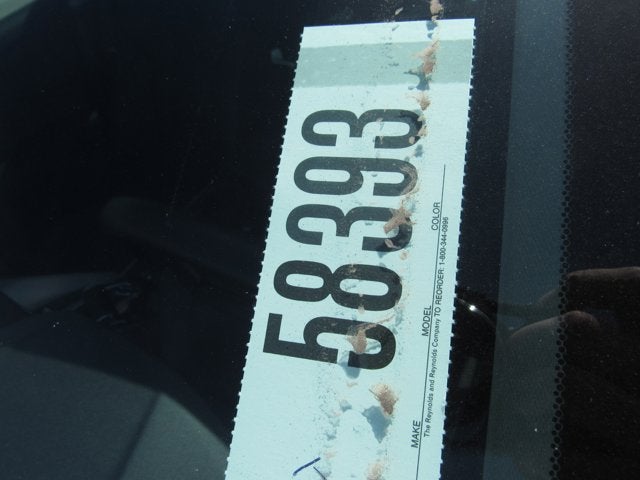 58393
MAKE MODEL COLOR
The Reynolds and Reynolds Company TO REORDER: 1-800-344-0996